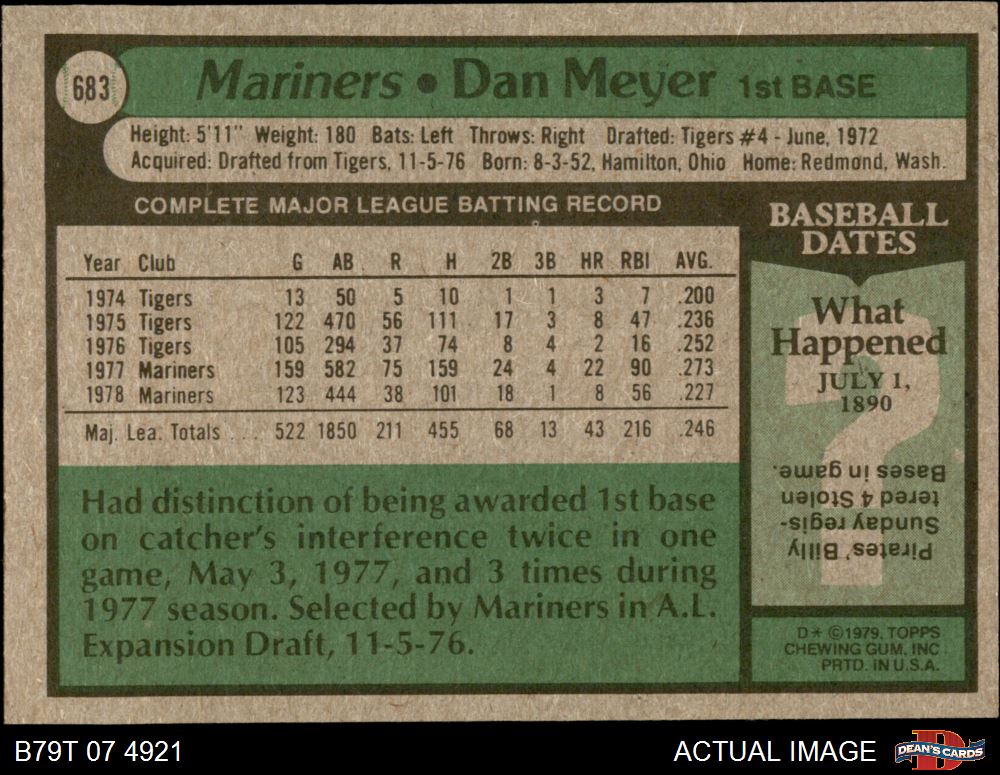 683
Mariners • Dan Meyer 1st BASE
Height: 5'11" Weight: 180 Bats: Left Throws: Right Drafted: Tigers #4 - June, 1972
Acquired: Drafted from Tigers, 11-5-76 Born: 8-3-52, Hamilton, Ohio Home: Redmond, Wash.
COMPLETE MAJOR LEAGUE BATTING RECORD
Year Club G AB R H 2B 3B HR RBI AVG.
1974 Tigers 13 50 5 10 1 1 3 7 .200
1975 Tigers 122 470 56 111 17 3 8 47 .236
1976 Tigers 105 294 37 74 8 4 2 16 .252
1977 Mariners 159 582 75 159 24 4 22 90 .273
1978 Mariners 123 444 38 101 18 1 8 56 .227
Maj. Lea. Totals ... 522 1850 211 455 68 13 43 216 .246
Had distinction of being awarded 1st base
on catcher's interference twice in one
game, May 3, 1977, and 3 times during
1977 season. Selected by Mariners in A.L.
Expansion Draft, 11-5-76.
BASEBALL
DATES
What
Happened
JULY 1,
1890
?
Pirates' Billy
Sunday regis-
tered 4 Stolen
Bases in game.
D* ©1979, TOPPS
CHEWING GUM, INC
PRTD. IN U.S.A.
B79T 07 4921
ACTUAL IMAGE
D
DEAN'S CARDS